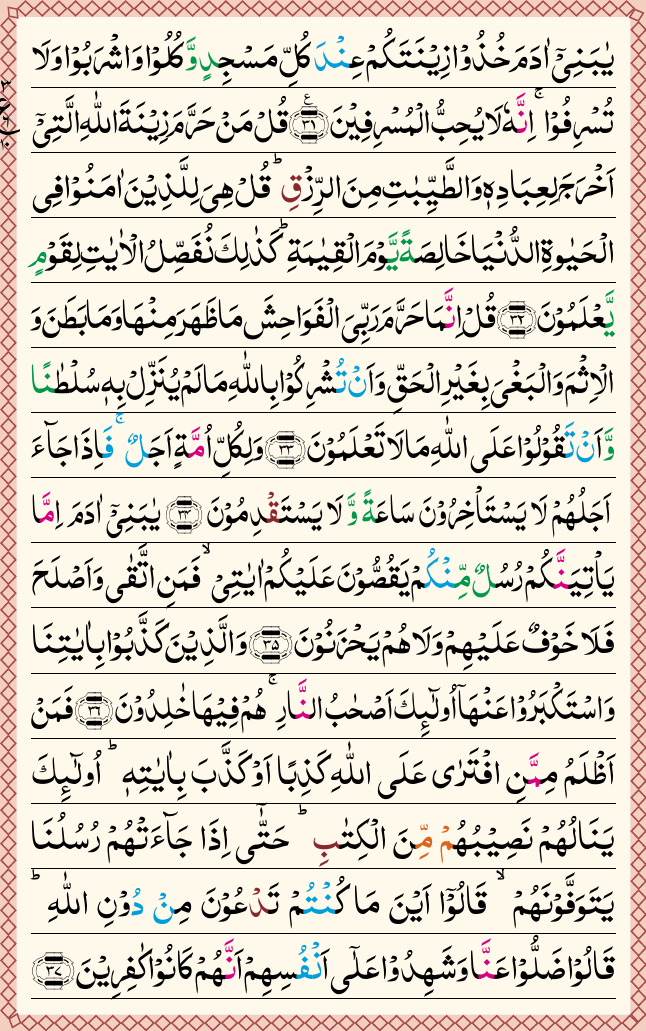 يٰبَنِيْۤ اٰدَمَ خُذُوْا زِيْنَتَكُمْ عِنْدَ كُلِّ مَسْجِدٍ وَّ كُلُوْا وَ اشْرَبُوْا وَ لَا
تُسْرِفُوْا ۚ اِنَّهٗ لَا يُحِبُّ الْمُسْرِفِيْنَ ۝٣١ قُلْ مَنْ حَرَّمَ زِيْنَةَ اللّٰهِ الَّتِيْۤ
اَخْرَجَ لِعِبَادِهٖ وَ الطَّيِّبٰتِ مِنَ الرِّزْقِ ؕ قُلْ هِيَ لِلَّذِيْنَ اٰمَنُوْا فِي
الْحَيٰوةِ الدُّنْيَا خَالِصَةً يَّوْمَ الْقِيٰمَةِ ؕ كَذٰلِكَ نُفَصِّلُ الْاٰيٰتِ لِقَوْمٍ
يَّعْلَمُوْنَ ۝٣٢ قُلْ اِنَّمَا حَرَّمَ رَبِّيَ الْفَوَاحِشَ مَا ظَهَرَ مِنْهَا وَ مَا بَطَنَ وَ
الْاِثْمَ وَ الْبَغْيَ بِغَيْرِ الْحَقِّ وَ اَنْ تُشْرِكُوْا بِاللّٰهِ مَا لَمْ يُنَزِّلْ بِهٖ سُلْطٰنًا
وَّ اَنْ تَقُوْلُوْا عَلَى اللّٰهِ مَا لَا تَعْلَمُوْنَ ۝٣٣ وَ لِكُلِّ اُمَّةٍ اَجَلٌ ۚ فَاِذَا جَآءَ
اَجَلُهُمْ لَا يَسْتَاْخِرُوْنَ سَاعَةً وَّ لَا يَسْتَقْدِمُوْنَ ۝٣٤ يٰبَنِيْۤ اٰدَمَ اِمَّا
يَاْتِيَنَّكُمْ رُسُلٌ مِّنْكُمْ يَقُصُّوْنَ عَلَيْكُمْ اٰيٰتِيْ ۙ فَمَنِ اتَّقٰى وَ اَصْلَحَ
فَلَا خَوْفٌ عَلَيْهِمْ وَ لَا هُمْ يَحْزَنُوْنَ ۝٣٥ وَ الَّذِيْنَ كَذَّبُوْا بِاٰيٰتِنَا
وَ اسْتَكْبَرُوْا عَنْهَاۤ اُولٰٓئِكَ اَصْحٰبُ النَّارِ ۚ هُمْ فِيْهَا خٰلِدُوْنَ ۝٣٦ فَمَنْ
اَظْلَمُ مِمَّنِ افْتَرٰى عَلَى اللّٰهِ كَذِبًا اَوْ كَذَّبَ بِاٰيٰتِهٖ ؕ اُولٰٓئِكَ
يَنَالُهُمْ نَصِيْبُهُمْ مِّنَ الْكِتٰبِ ؕ حَتّٰۤى اِذَا جَآءَتْهُمْ رُسُلُنَا
يَتَوَفَّوْنَهُمْ ۙ قَالُوْۤا اَيْنَ مَا كُنْتُمْ تَدْعُوْنَ مِنْ دُوْنِ اللّٰهِ ؕ
قَالُوْا ضَلُّوْا عَنَّا وَ شَهِدُوْا عَلٰۤى اَنْفُسِهِمْ اَنَّهُمْ كَانُوْا كٰفِرِيْنَ ۝٣٧